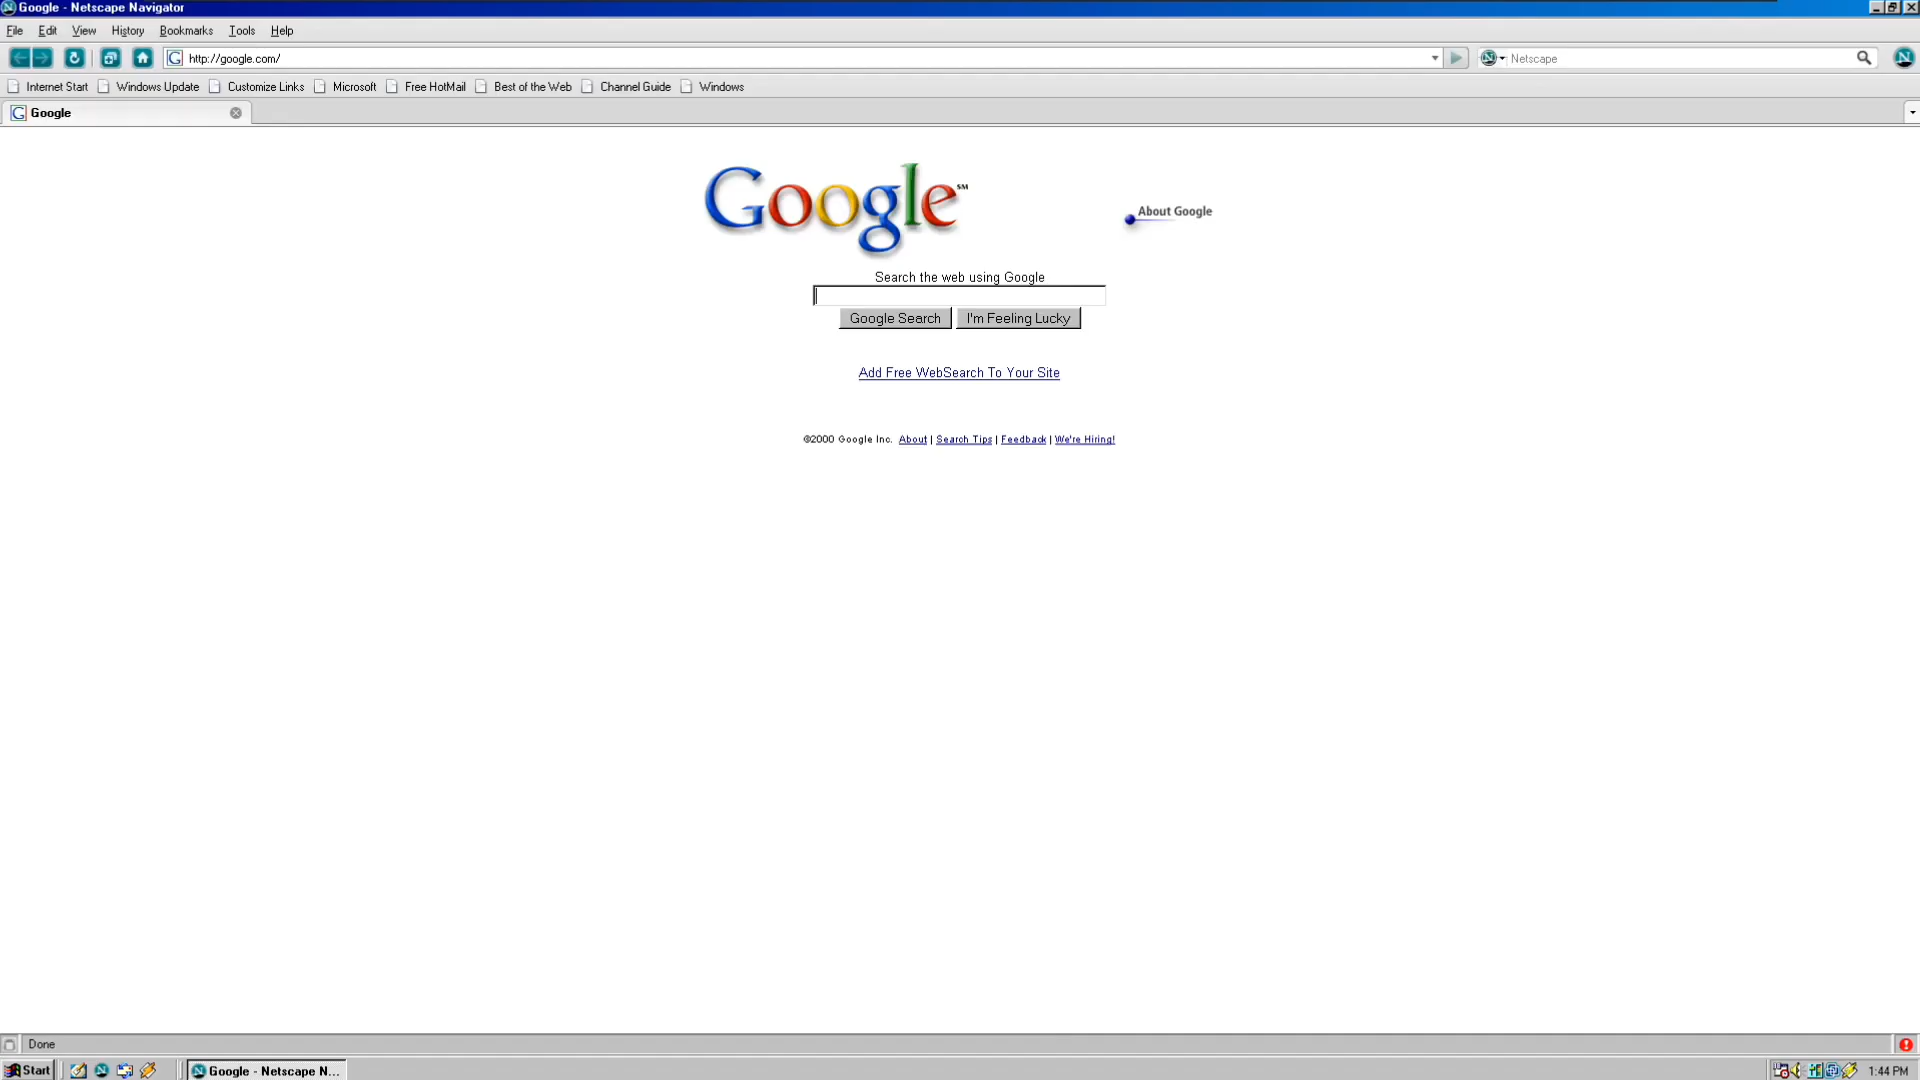 Google - Netscape Navigator
File Edit View History Bookmarks Tools Help
http://google.com/ Netscape
Internet Start Windows Update Customize Links Microsoft Free HotMail Best of the Web Channel Guide Windows
Google
Google SM
About Google
Search the web using Google
Google Search I'm Feeling Lucky
Add Free WebSearch To Your Site
©2000 Google Inc. About | Search Tips | Feedback | We're Hiring!
Done
Start Google - Netscape N... 1:44 PM